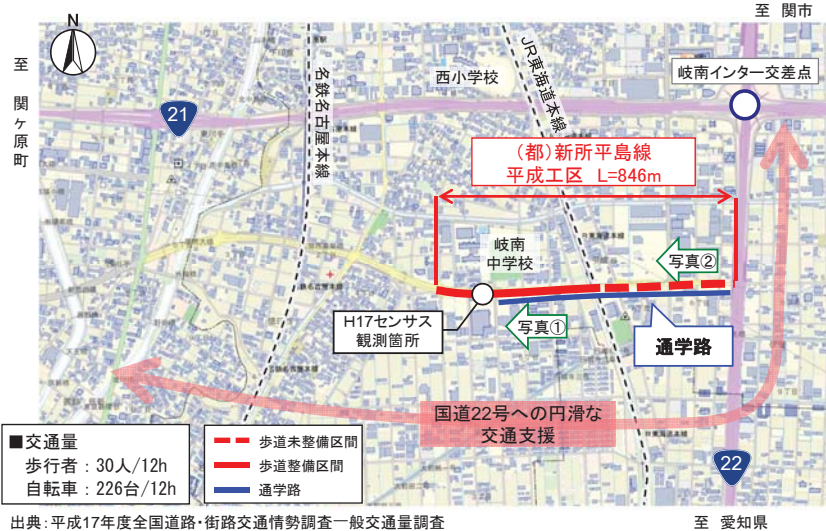 至 関市
N
至 関ヶ原町
21
名鉄名古屋本線
西小学校
JR東海道本線
岐南インター交差点
(都)新所平島線
平成工区 L=846m
岐南
中学校
写真②
H17センサス
観測箇所
写真①
通学路
国道22号への円滑な
交通支援
■交通量
歩行者:30人/12h
自転車:226台/12h
歩道未整備区間
歩道整備区間
通学路
22
出典:平成17年度全国道路・街路交通情勢調査一般交通量調査
至 愛知県